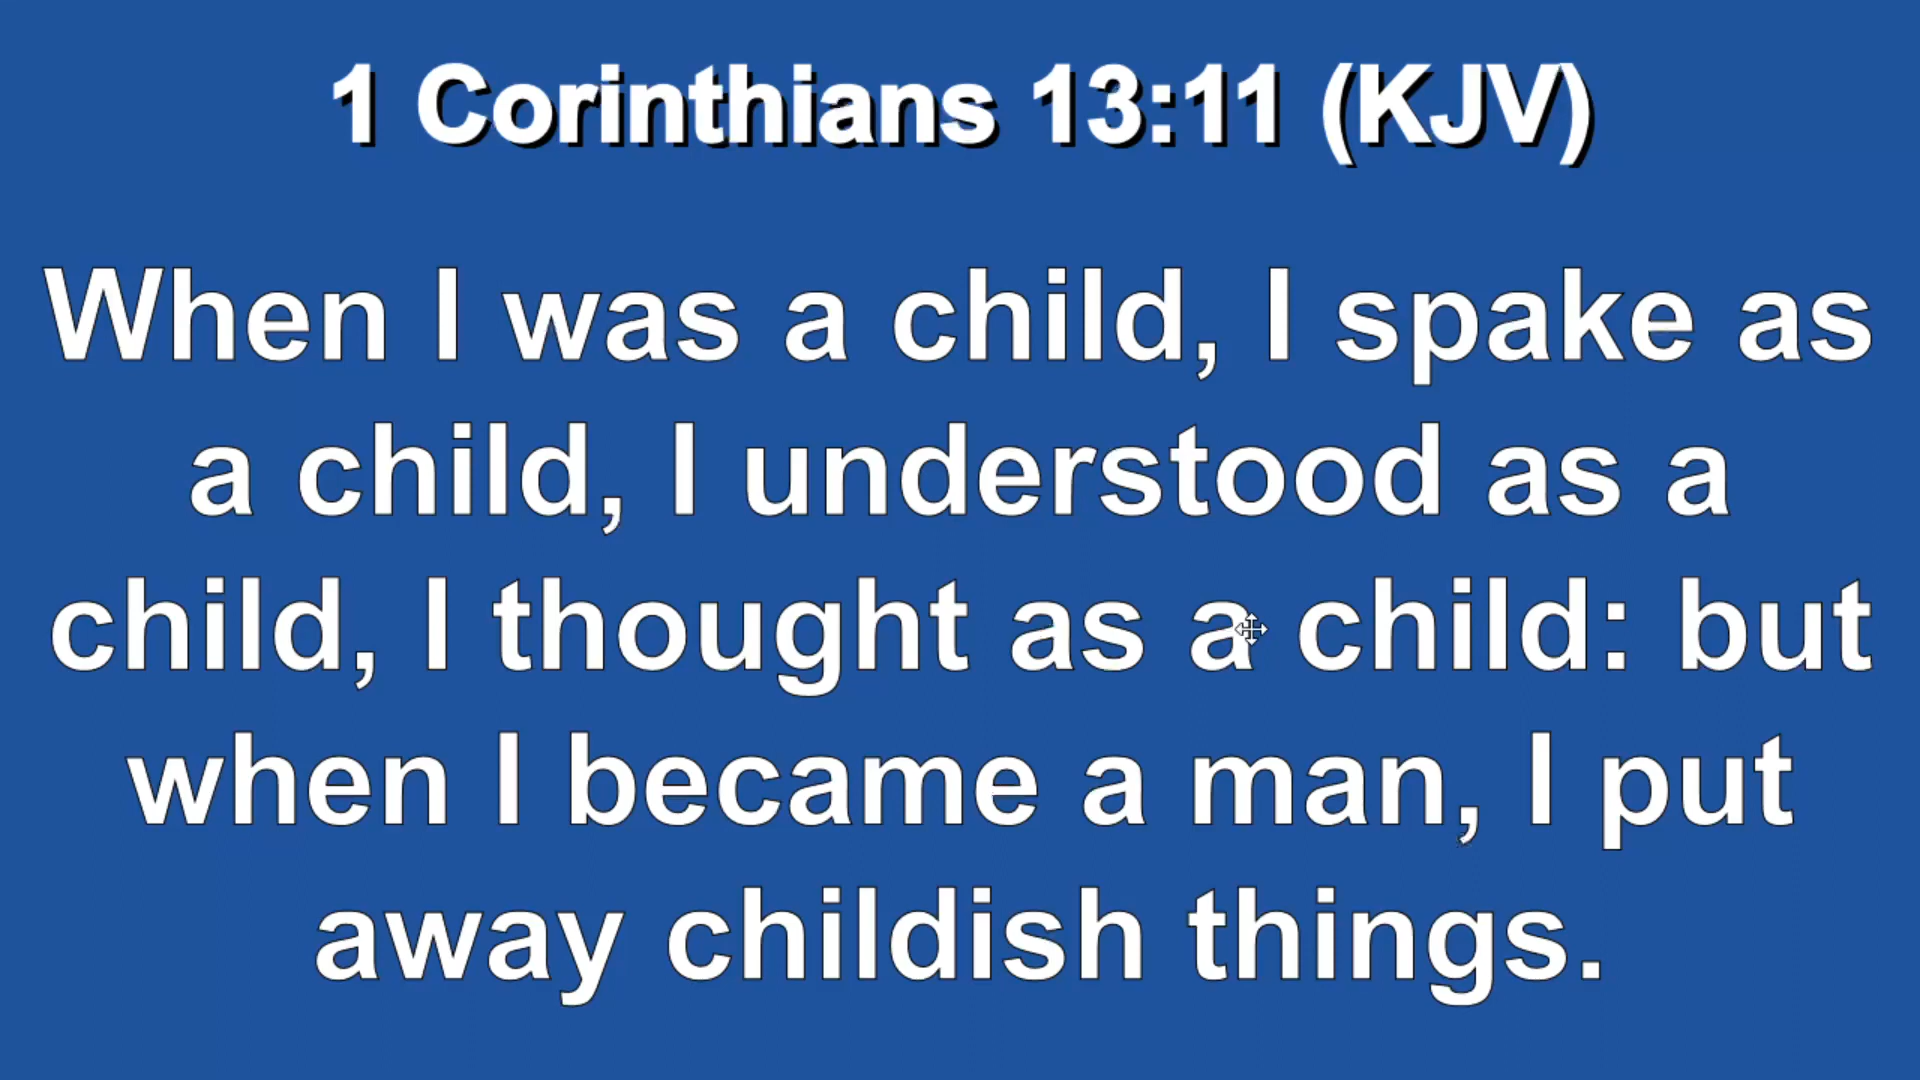 1 Corinthians 13:11 (KJV)
When I was a child, I spake as
a child, I understood as a
child, I thought as a child: but
when I became a man, I put
away childish things.